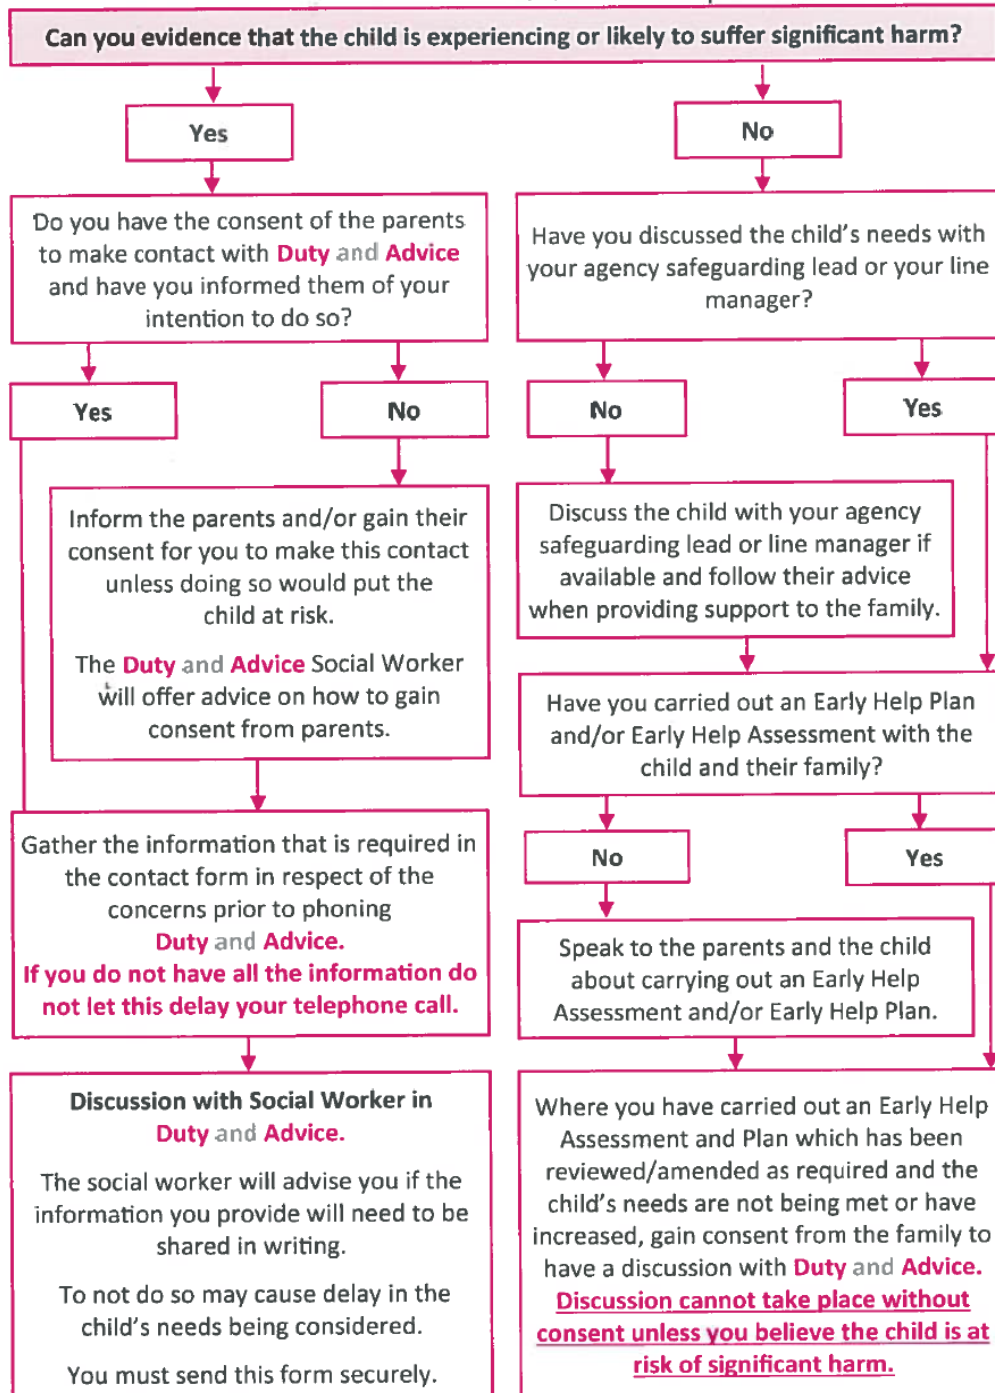 Can you evidence that the child is experiencing or likely to suffer significant harm?
Yes
No
Do you have the consent of the parents
to make contact with Duty and Advice
and have you informed them of your
intention to do so?
Have you discussed the child's needs with
your agency safeguarding lead or your line
manager?
Yes
No
No
Yes
Inform the parents and/or gain their
consent for you to make this contact
unless doing so would put the
child at risk.
The Duty and Advice Social Worker
will offer advice on how to gain
consent from parents.
Discuss the child with your agency
safeguarding lead or line manager if
available and follow their advice
when providing support to the family.
Have you carried out an Early Help Plan
and/or Early Help Assessment with the
child and their family?
Gather the information that is required in
the contact form in respect of the
concerns prior to phoning
Duty and Advice.
If you do not have all the information do
not let this delay your telephone call.
No
Yes
Speak to the parents and the child
about carrying out an Early Help
Assessment and/or Early Help Plan.
Discussion with Social Worker in
Duty and Advice.
The social worker will advise you if the
information you provide will need to be
shared in writing.
To not do so may cause delay in the
child's needs being considered.
You must send this form securely.
Where you have carried out an Early Help
Assessment and Plan which has been
reviewed/amended as required and the
child's needs are not being met or have
increased, gain consent from the family to
have a discussion with Duty and Advice.
Discussion cannot take place without
consent unless you believe the child is at
risk of significant harm.